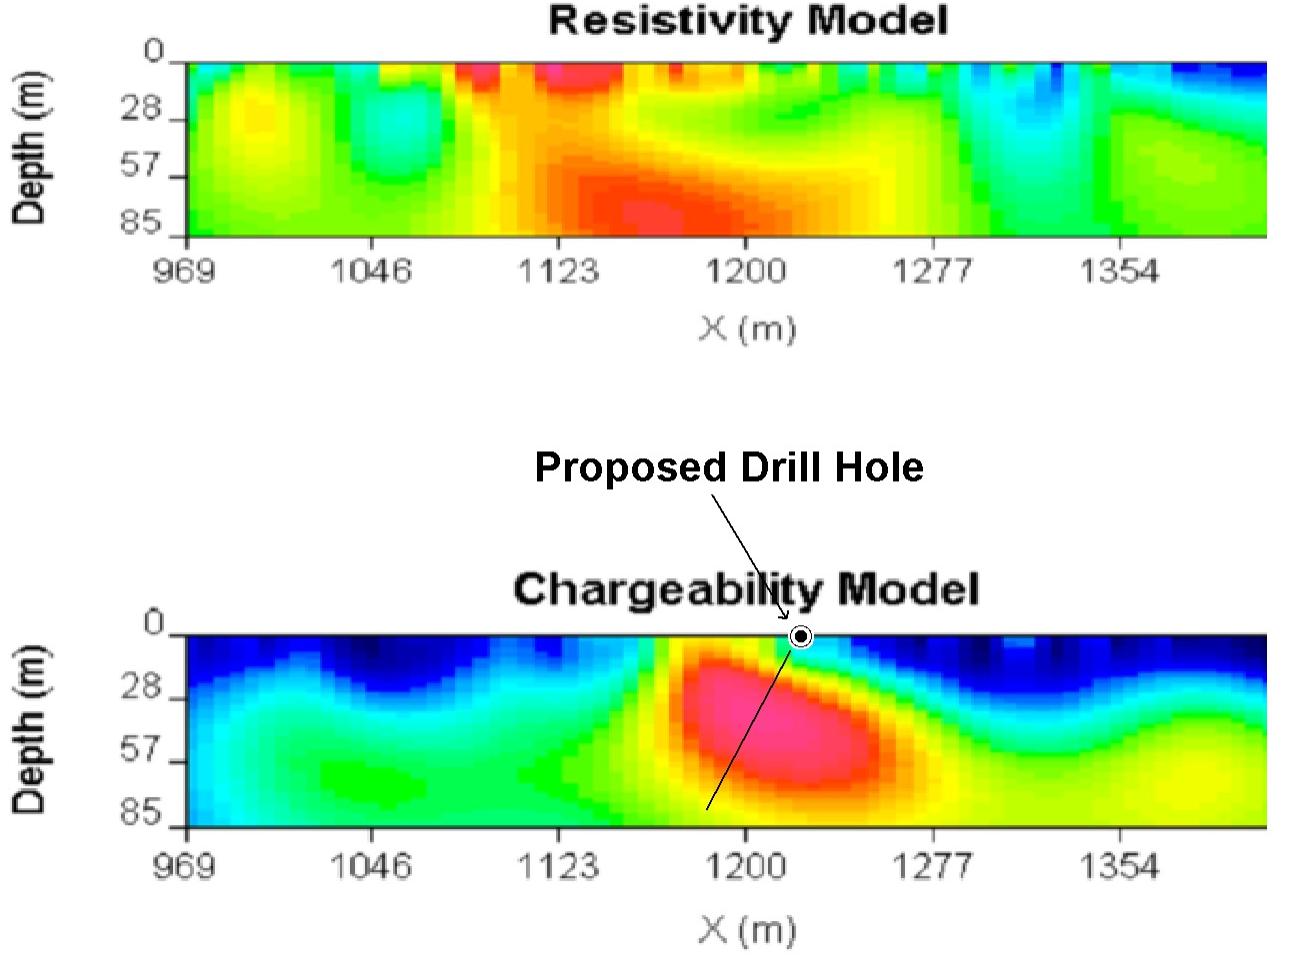 Resistivity Model
Depth (m)
0
28
57
85
969 1046 1123 1200 1277 1354
X (m)
Proposed Drill Hole
Chargeability Model
Depth (m)
0
28
57
85
969 1046 1123 1200 1277 1354
X (m)